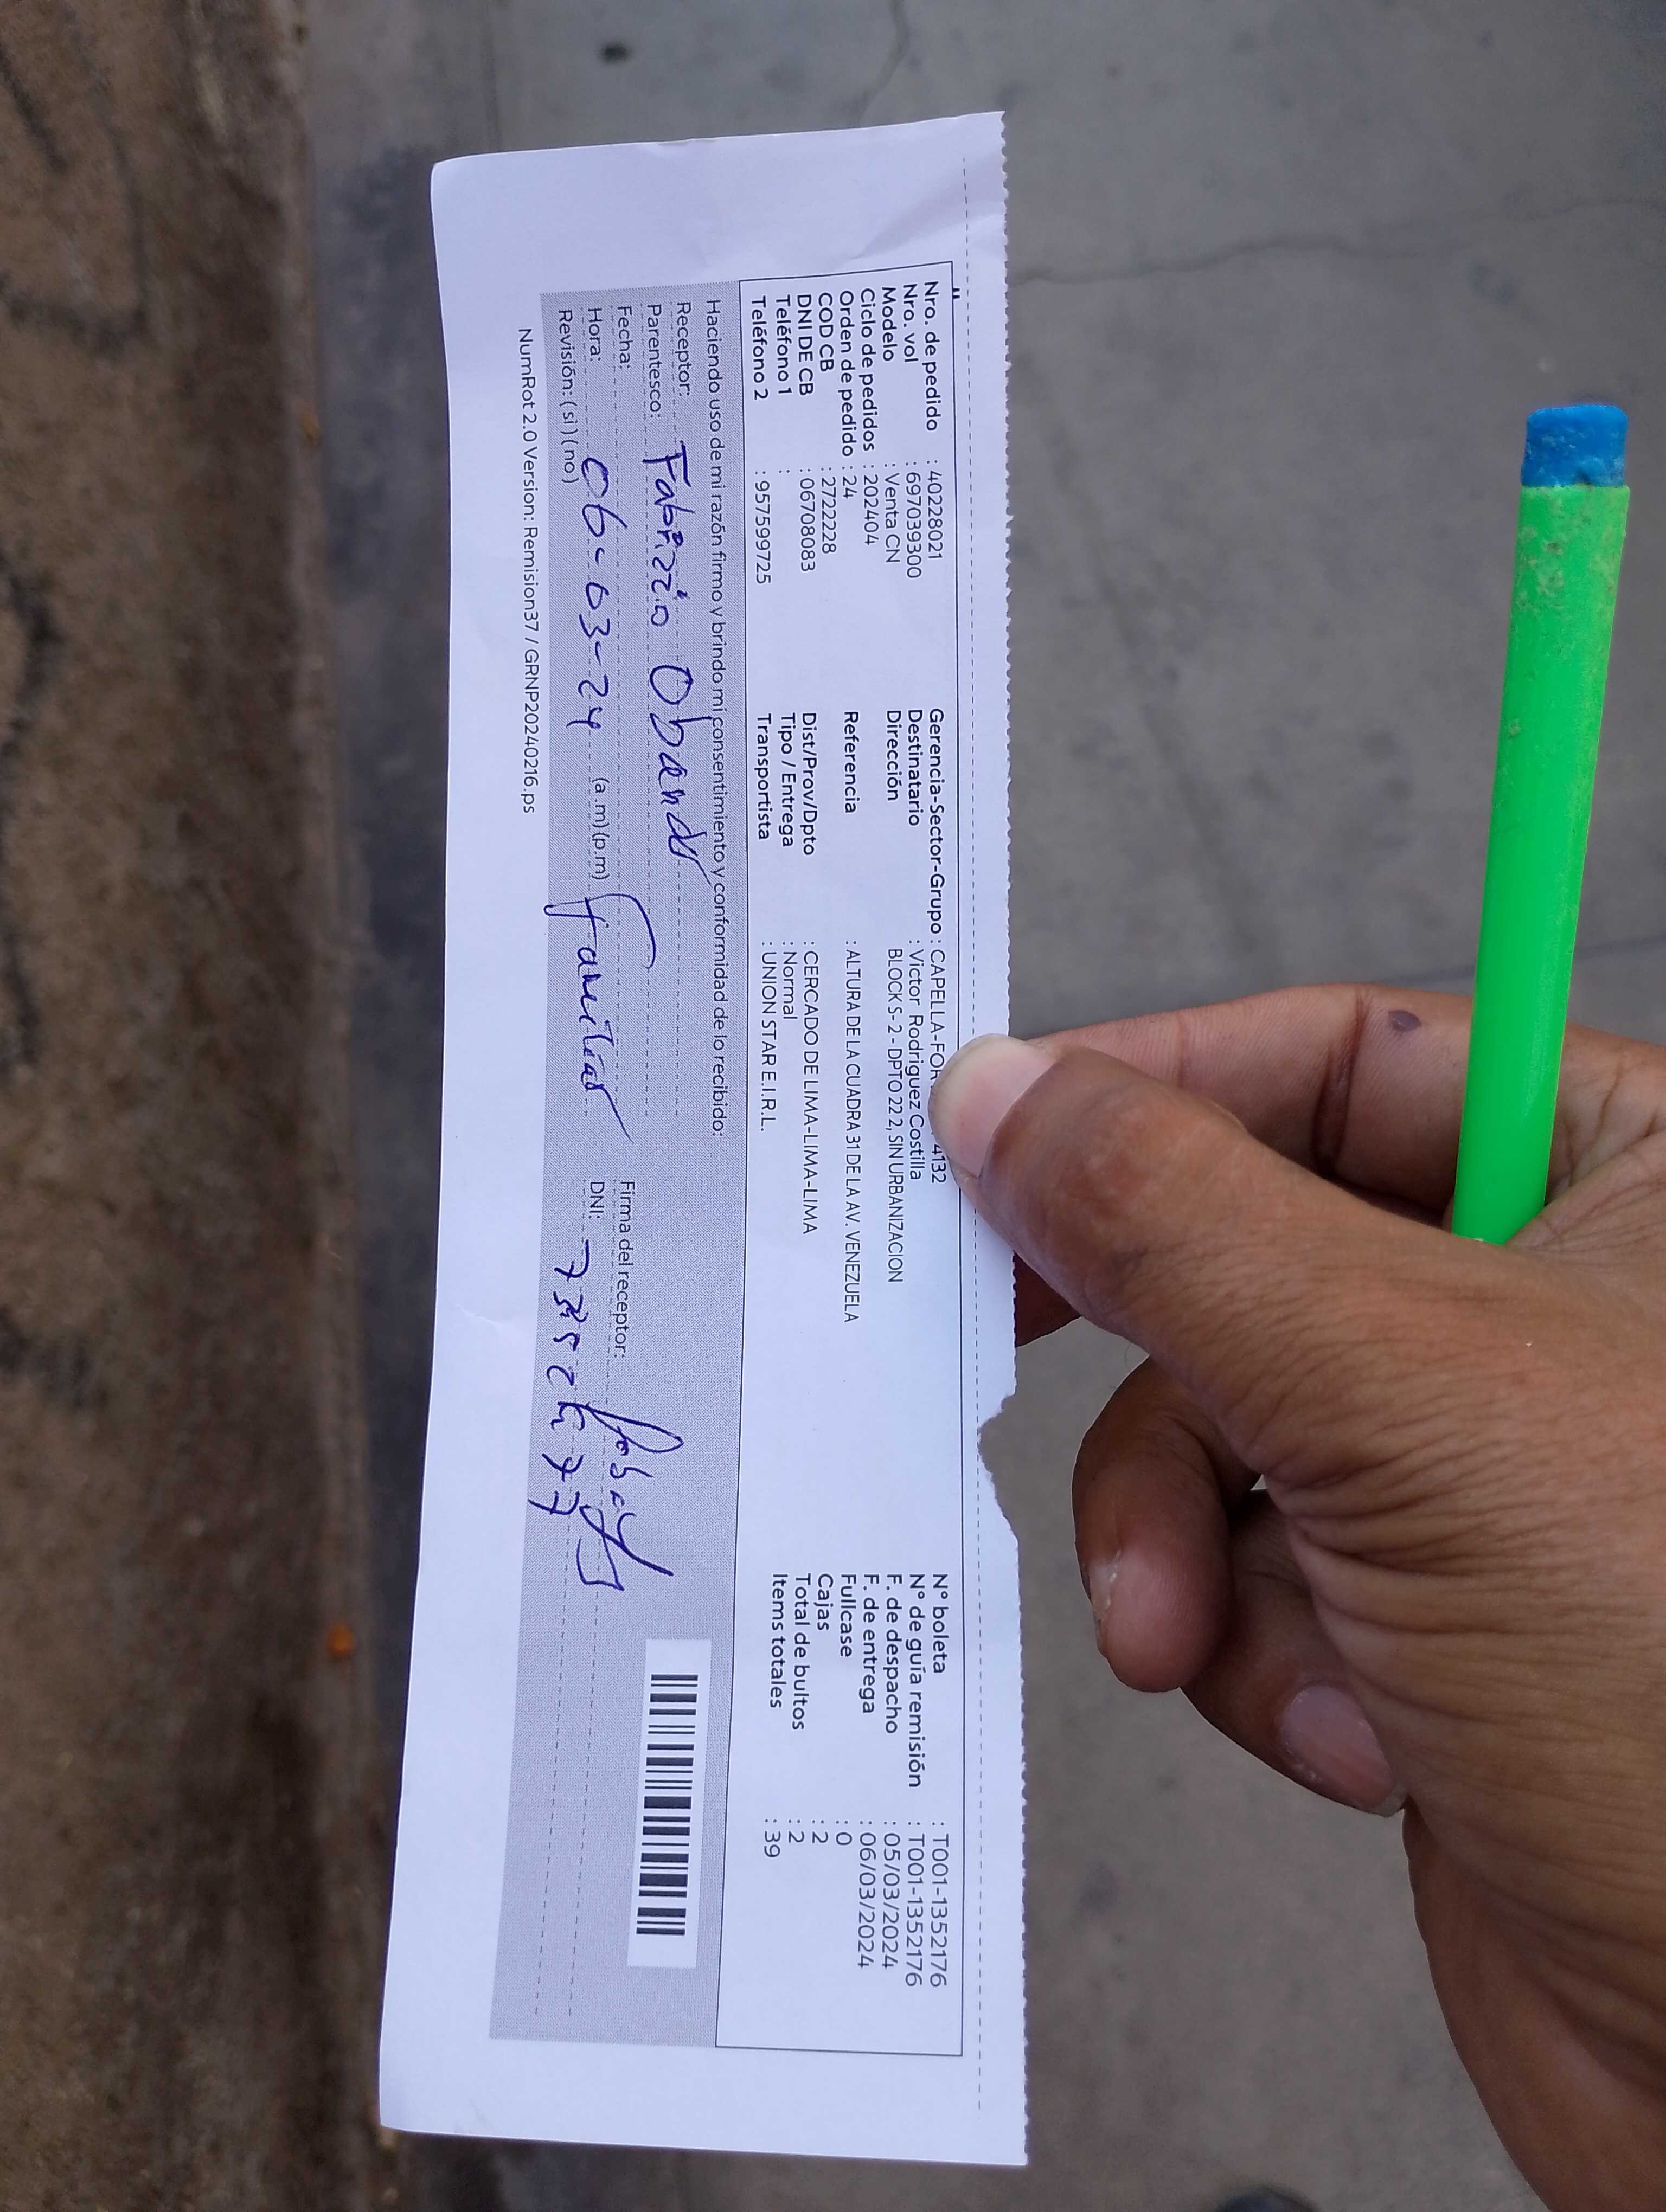 Nro. de pedido : 40228021
Nro. vol : 697039300
Modelo : Venta CN
Ciclo de pedidos : 202404
Orden de pedido : 24
COD CB : 2722228
DNI DE CB : 06708083
Teléfono 1 :
Teléfono 2 : 957599725
Gerencia-Sector-Grupo : CAPELLA-FOR 4132
Destinatario : Victor Rodriguez Costilla
Dirección BLOCK S- 2 - DPTO 22 2, SIN URBANIZACION
Referencia : ALTURA DE LA CUADRA 31 DE LA AV. VENEZUELA
Dist/Prov/Dpto : CERCADO DE LIMA-LIMA-LIMA
Tipo / Entrega : Normal
Transportista : UNION STAR E.I.R.L.
N° boleta : T001-1352176
N° de guía remisión : T001-1352176
F. de despacho : 05/03/2024
F. de entrega : 06/03/2024
Fullcase : 0
Cajas : 2
Total de bultos : 2
Items totales : 39
Haciendo uso de mi razón firmo y brindo mi consentimiento y conformidad de lo recibido:
Receptor: Fabrizio Obando
Parentesco:
Fecha:
Hora: 06-03-24 (a.m) (p.m) familiar
Revisión: (si) (no)
Firma del receptor:
DNI:
NumRot 2.0 Version: Remision37 / GRNP20240216.ps